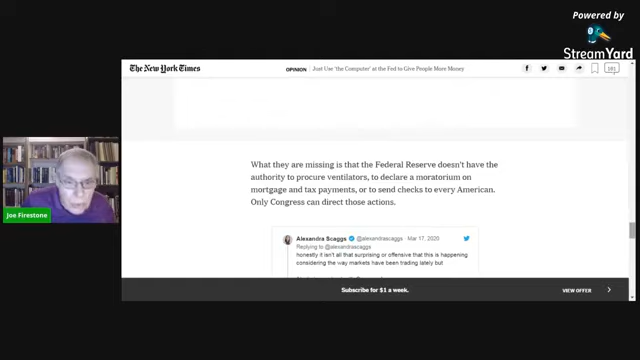 Powered by
StreamYard
The New York Times
OPINION | Just Use 'the Computer' at the Fed to Give People More Money
181
What they are missing is that the Federal Reserve doesn't have the
authority to procure ventilators, to declare a moratorium on
mortgage and tax payments, or to send checks to every American.
Only Congress can direct those actions.
Alexandra Scaggs @alexandrascaggs · Mar 17, 2020
Replying to @alexandrascaggs
honestly it isn't all that surprising or offensive that this is happening
considering the way markets have been trading lately but
Joe Firestone
Subscribe for $1 a week.
VIEW OFFER